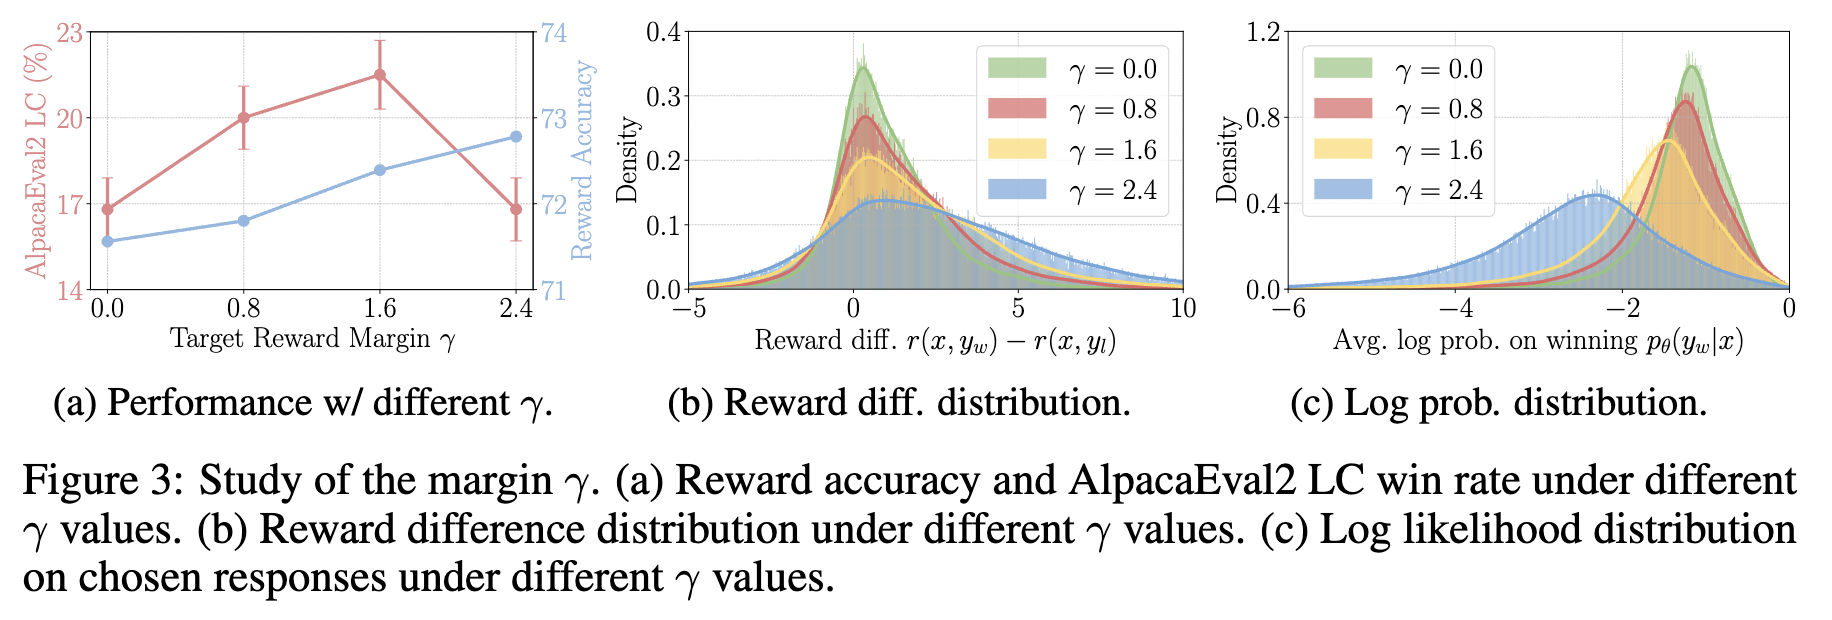 AlpacaEval2 LC (%)
23
20
17
14
74
73
72
71
Reward Accuracy
0.0 0.8 1.6 2.4
Target Reward Margin γ
(a) Performance w/ different γ.
Density
0.4
0.3
0.2
0.1
0.0
γ = 0.0
γ = 0.8
γ = 1.6
γ = 2.4
−5 0 5 10
Reward diff. r(x, y_w) − r(x, y_l)
(b) Reward diff. distribution.
Density
1.2
0.8
0.4
0.0
γ = 0.0
γ = 0.8
γ = 1.6
γ = 2.4
−6 −4 −2 0
Avg. log prob. on winning p_θ(y_w|x)
(c) Log prob. distribution.
Figure 3: Study of the margin γ. (a) Reward accuracy and AlpacaEval2 LC win rate under different
γ values. (b) Reward difference distribution under different γ values. (c) Log likelihood distribution
on chosen responses under different γ values.